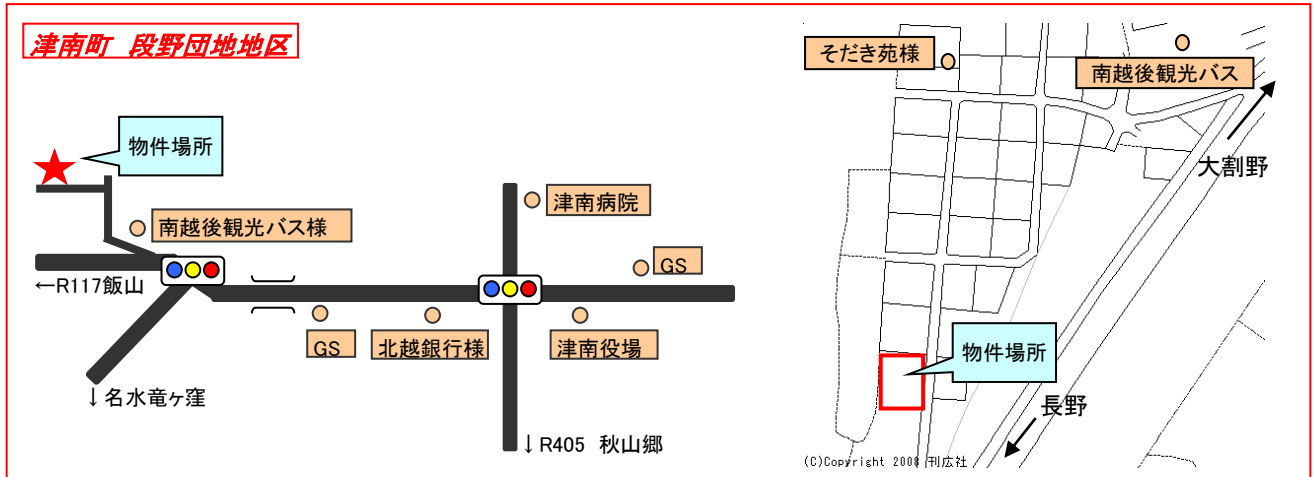 津南町 段野団地地区
物件場所
南越後観光バス様
←R117飯山
↓名水竜ヶ窪
GS
北越銀行様
津南病院
GS
津南役場
↓R405 秋山郷
そだき苑様
南越後観光バス
大割野
物件場所
長野
(C)Copyright 2008 刊広社